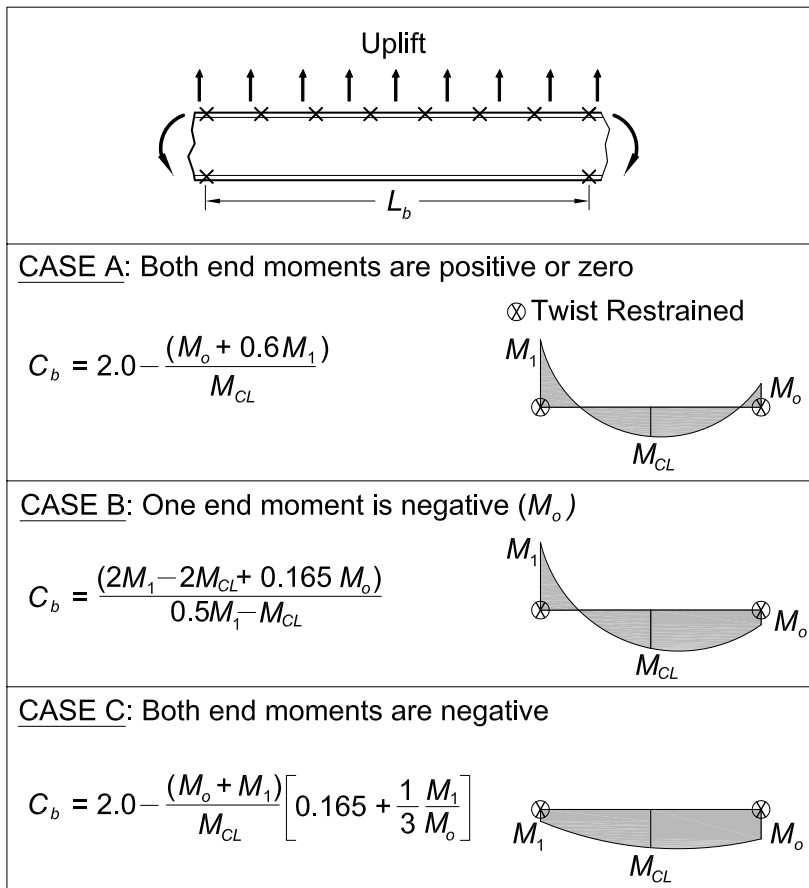 Uplift
L_b
CASE A: Both end moments are positive or zero
C_b = 2.0 − (M_o + 0.6M_1) / M_CL
⊗ Twist Restrained
M_1
M_o
M_CL
CASE B: One end moment is negative (M_o)
C_b = (2M_1 − 2M_CL + 0.165 M_o) / 0.5M_1 − M_CL
M_1
M_o
M_CL
CASE C: Both end moments are negative
C_b = 2.0 − (M_o + M_1) / M_CL [0.165 + 1/3 M_1/M_o]
M_1
M_o
M_CL